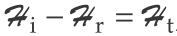 𝓗ᵢ − 𝓗ᵣ = 𝓗ₜ.